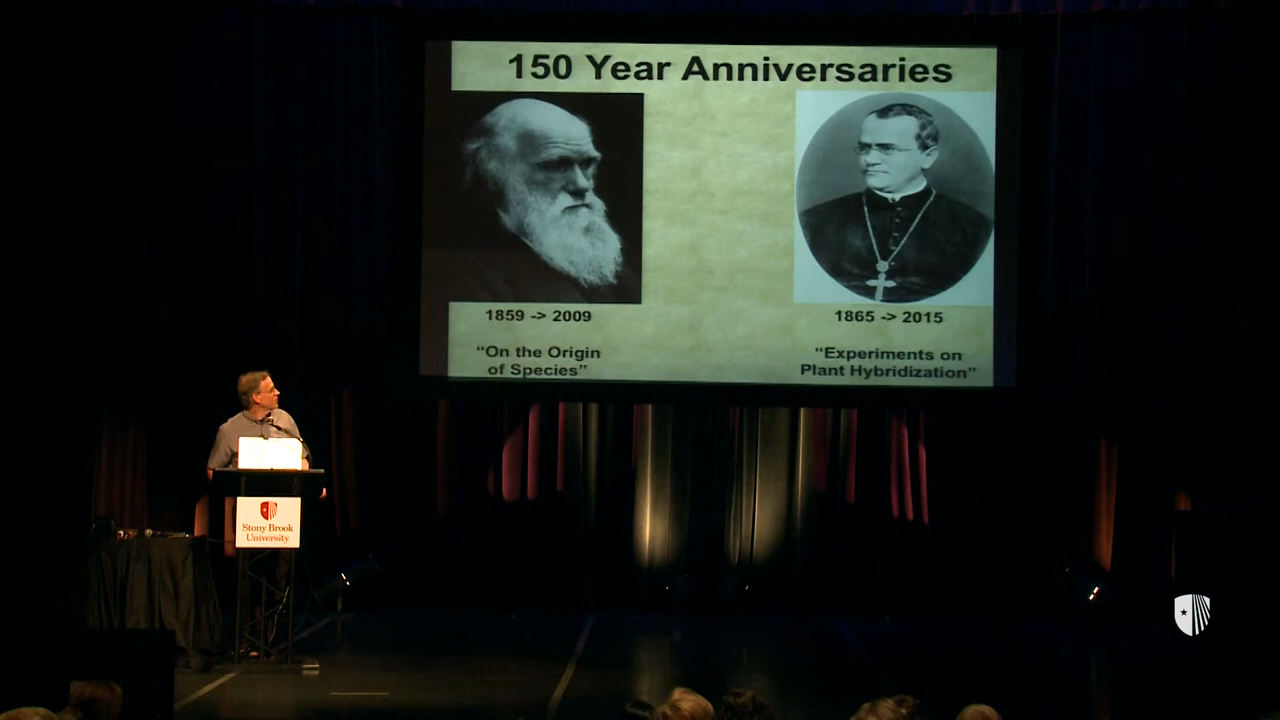 150 Year Anniversaries
1859 -> 2009
1865 -> 2015
“On the Origin
of Species”
“Experiments on
Plant Hybridization”
Stony Brook
University